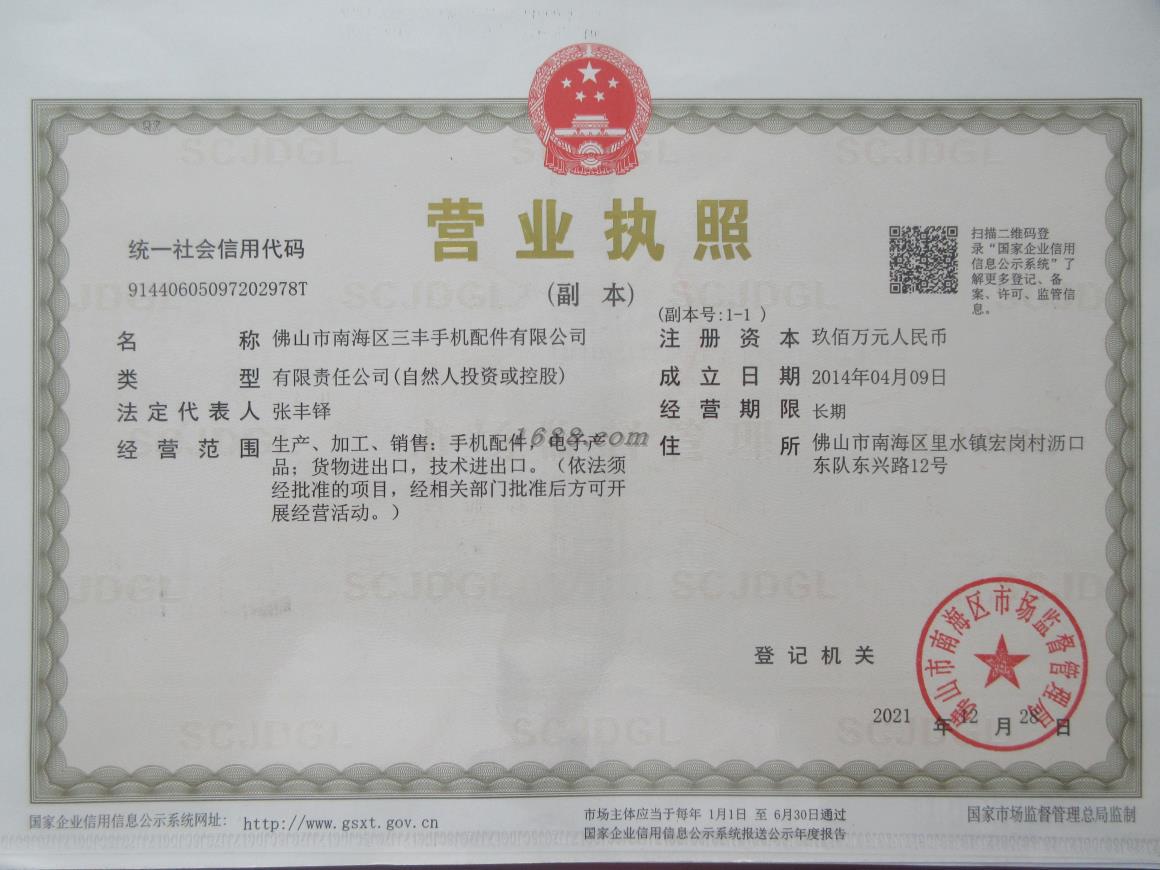 营业执照
(副 本)
(副本号:1-1 )
统一社会信用代码
91440605097202978T
扫描二维码登
录“国家企业信用
信息公示系统”了
解更多登记、备
案、许可、监管信
息。
名 称 佛山市南海区三丰手机配件有限公司
类 型 有限责任公司(自然人投资或控股)
法定代表人 张丰铎
经营范围 生产、加工、销售：手机配件，电子产
品；货物进出口，技术进出口。（依法须
经批准的项目，经相关部门批准后方可开
展经营活动。）
注册资本 玖佰万元人民币
成立日期 2014年04月09日
经营期限 长期
住 所 佛山市南海区里水镇宏岗村沥口
东队东兴路12号
1688.com
登记机关
佛山市南海区市场监督管理局
2021 年 12 月 28 日
国家企业信用信息公示系统网址: http://www.gsxt.gov.cn
市场主体应当于每年 1月1日 至 6月30日通过
国家企业信用信息公示系统报送公示年度报告
国家市场监督管理总局监制
SCJDGL